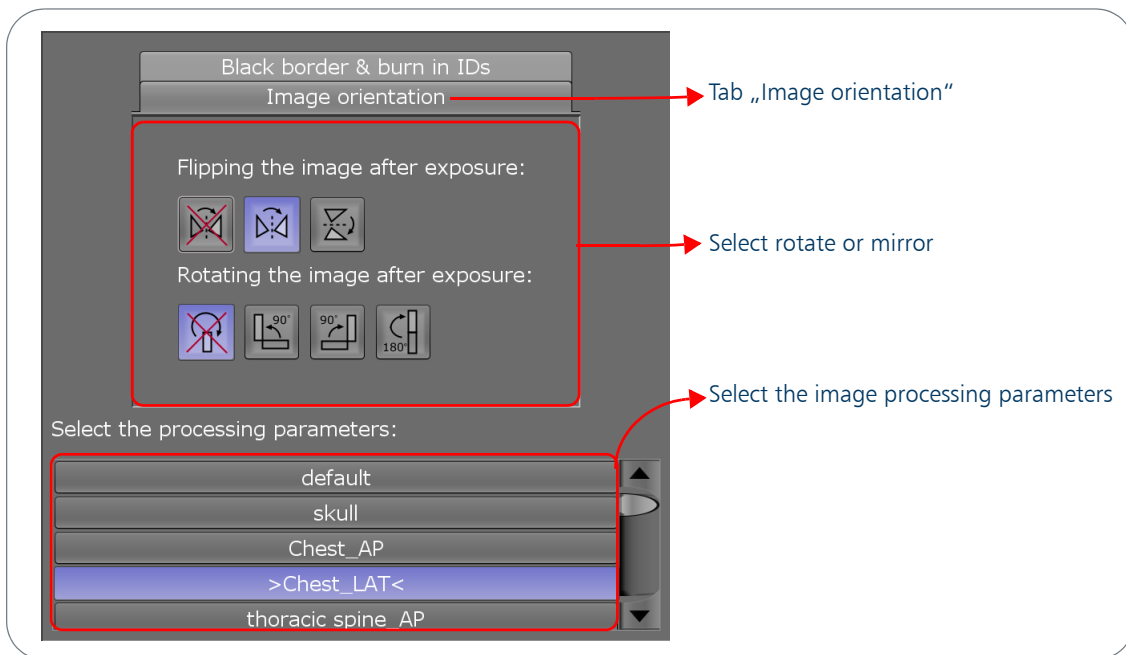 Black border & burn in IDs
Image orientation
Tab „Image orientation“
Flipping the image after exposure:
Select rotate or mirror
Rotating the image after exposure:
90°
90°
180°
Select the image processing parameters
Select the processing parameters:
default
skull
Chest_AP
>Chest_LAT<
thoracic spine_AP